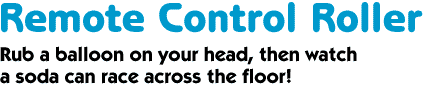 Remote Control Roller
Rub a balloon on your head, then watch
a soda can race across the floor!